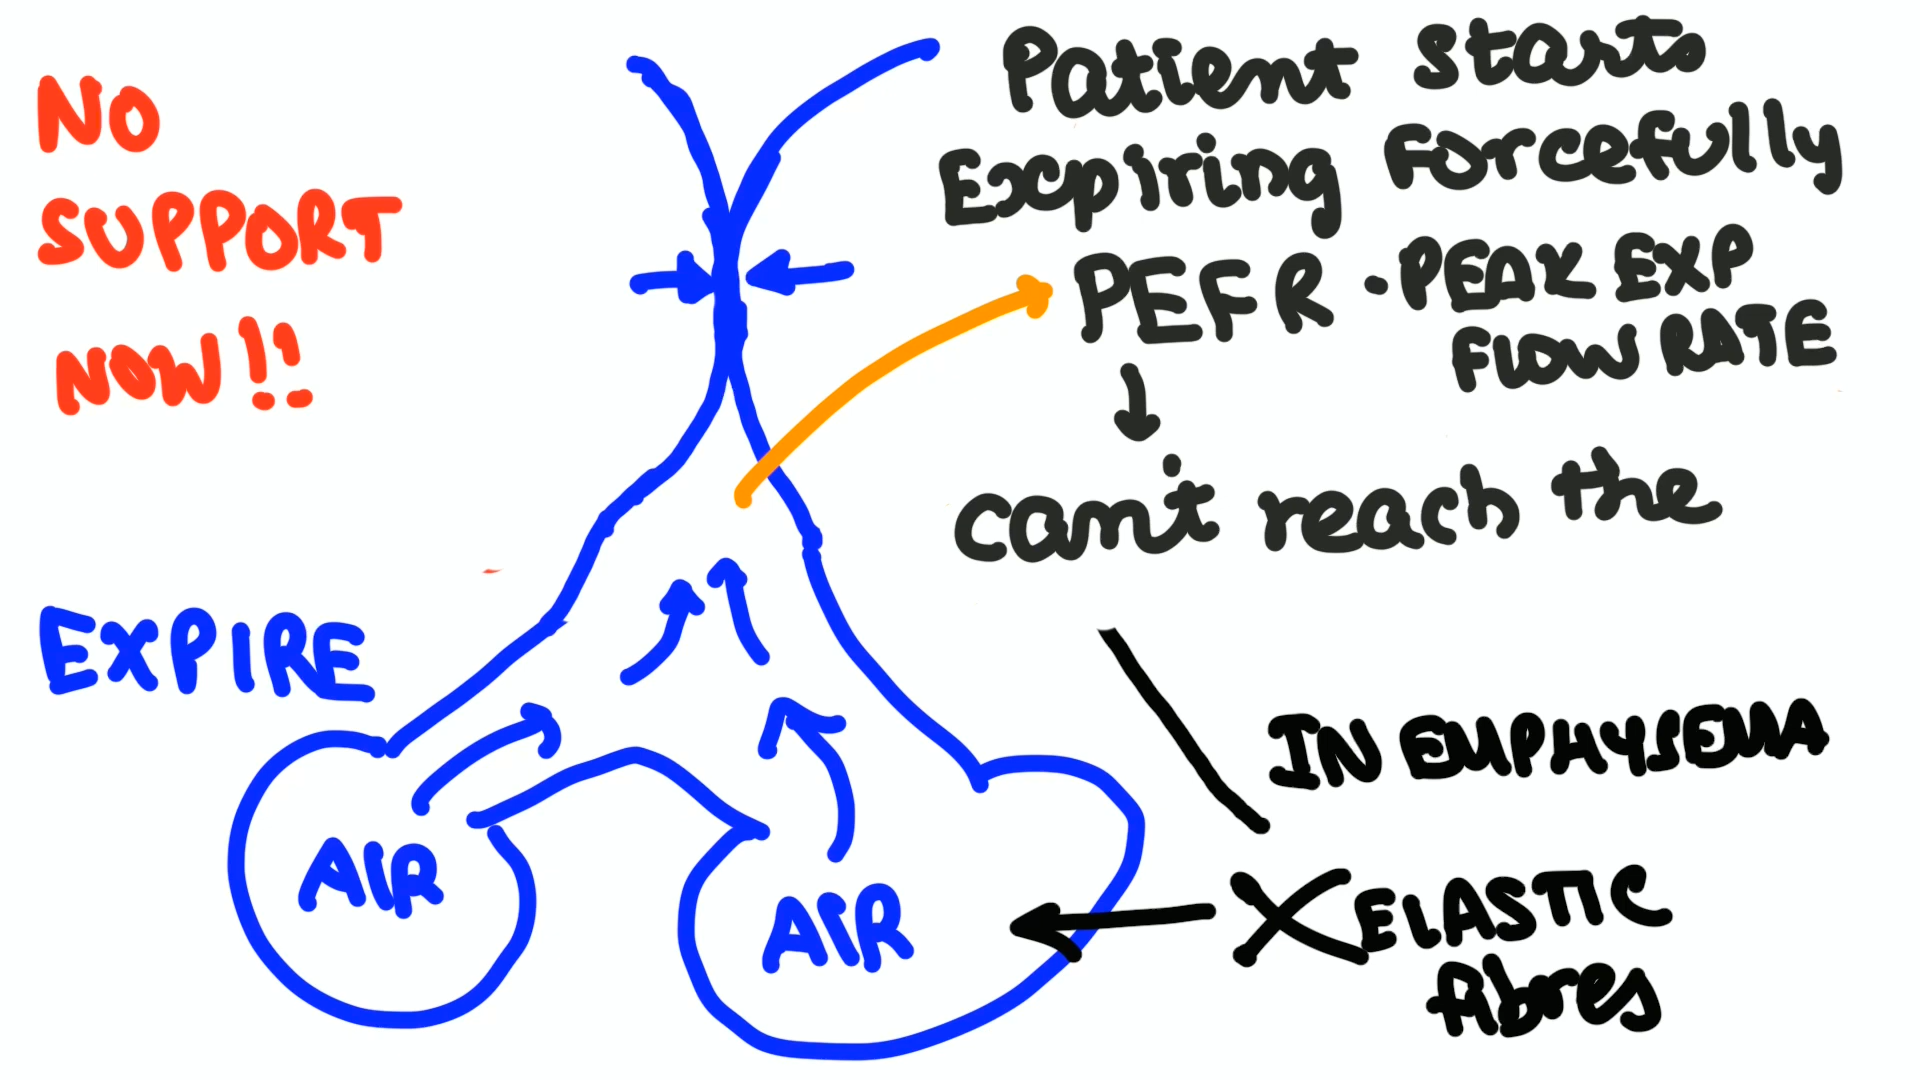 NO
SUPPORT
NOW!!
Patient starts
Expiring Forcefully
PEFR . PEAK EXP
FLOW RATE
can't reach the
EXPIRE
IN EMPHYSEMA
AIR
AIR
X ELASTIC
fibres